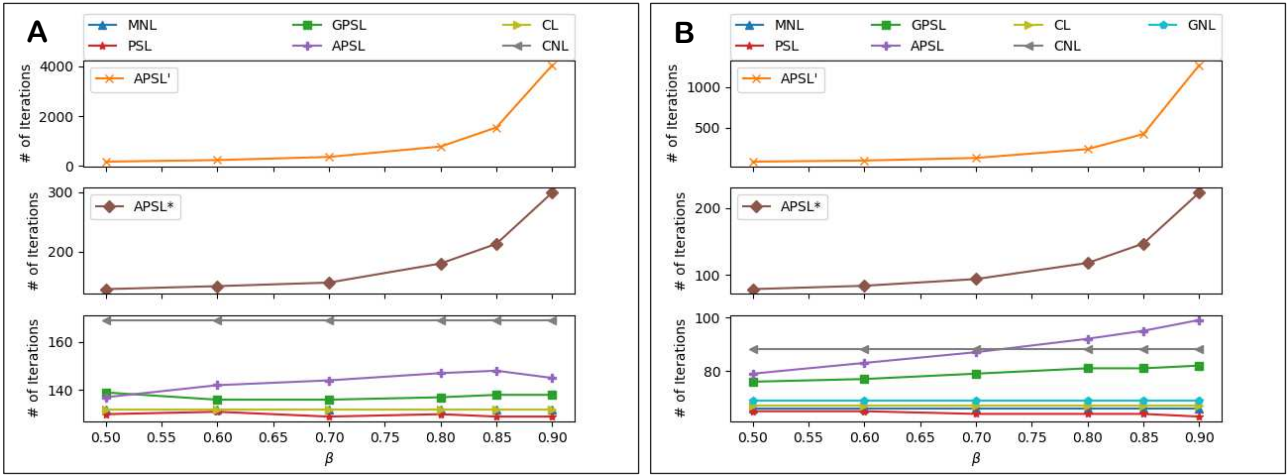 A
MNL GPSL CL
PSL APSL CNL
4000
2000
0
# of Iterations
APSL'
300
200
# of Iterations
APSL*
160
140
# of Iterations
0.50 0.55 0.60 0.65 0.70 0.75 0.80 0.85 0.90
β
B
MNL GPSL CL GNL
PSL APSL CNL
1000
500
# of Iterations
APSL'
200
100
# of Iterations
APSL*
100
80
# of Iterations
0.50 0.55 0.60 0.65 0.70 0.75 0.80 0.85 0.90
β